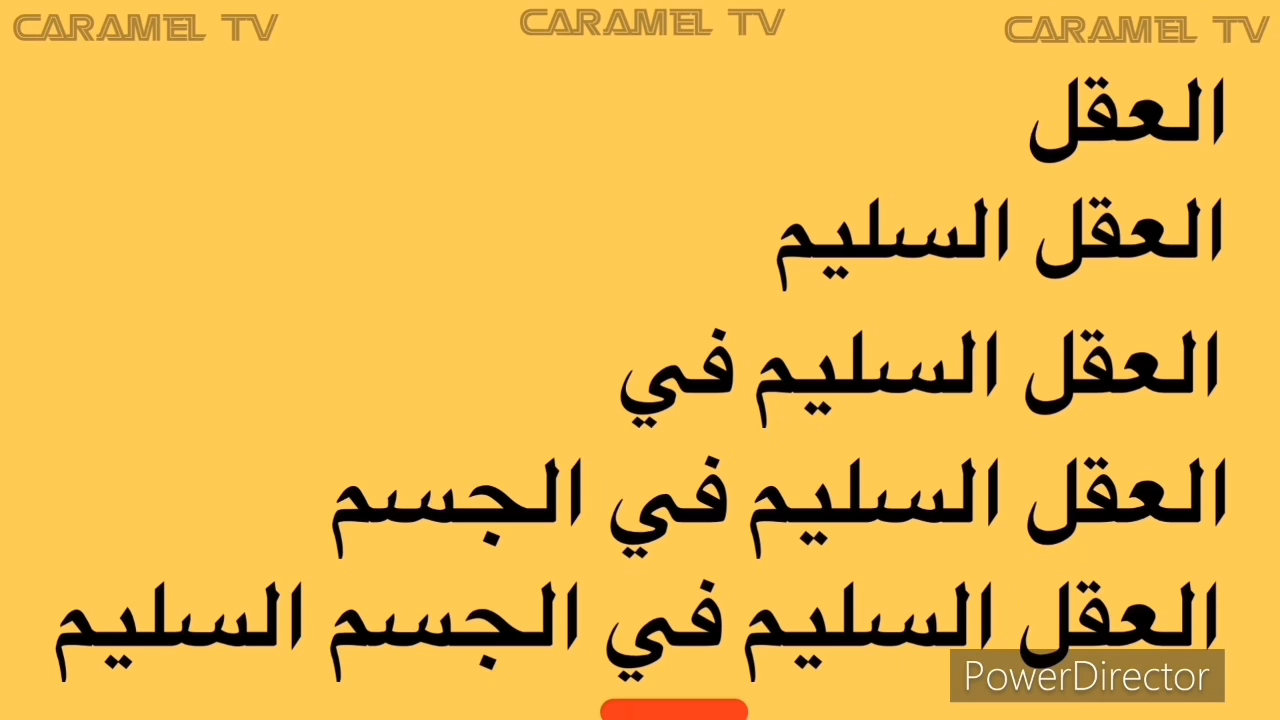 CARAMEL TV CARAMEL TV CARAMEL TV
العقل
العقل السليم
العقل السليم في
العقل السليم في الجسم
العقل السليم في الجسم السليم
PowerDirector